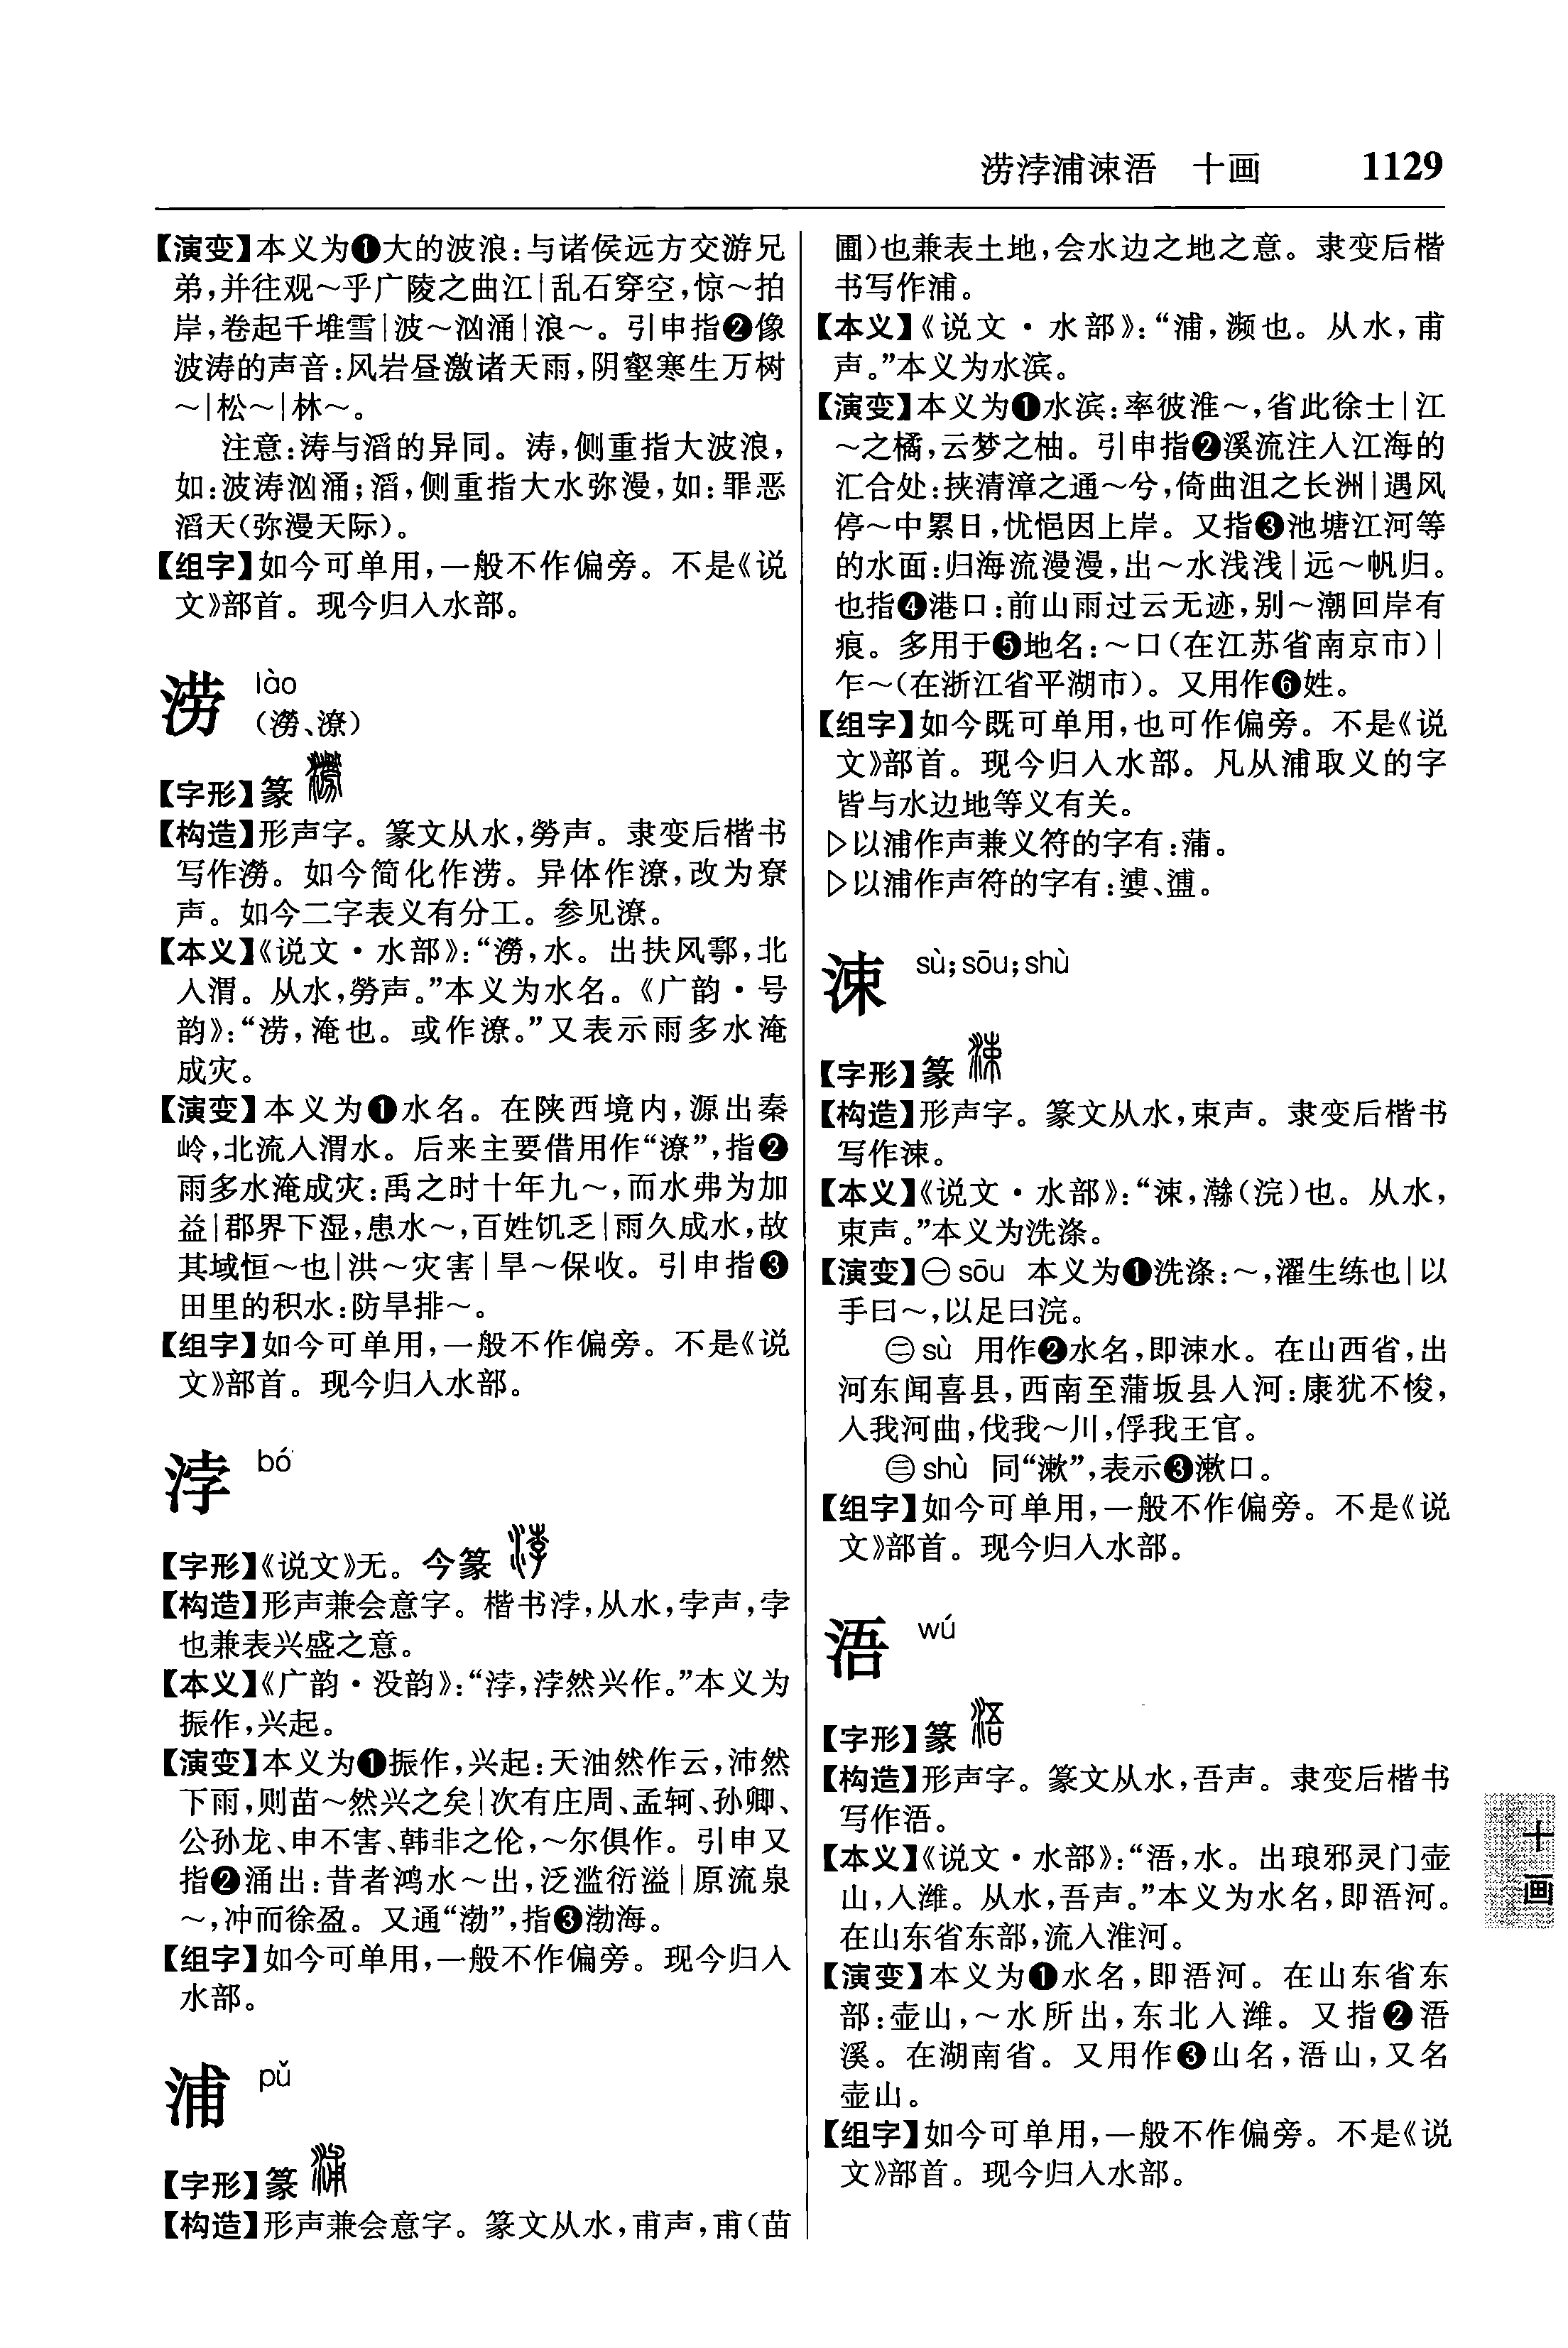 涝浡浦涑浯 十画 1129
【演变】本义为❶大的波浪:与诸侯远方交游兄
弟,并往观～乎广陵之曲江|乱石穿空,惊～拍
岸,卷起千堆雪|波～汹涌|浪～。引申指❷像
波涛的声音:风岩昼激诸天雨,阴壑寒生万树
～|松～|林～。
注意:涛与滔的异同。涛,侧重指大波浪,
如:波涛汹涌;滔,侧重指大水弥漫,如:罪恶
滔天(弥漫天际)。
【组字】如今可单用,一般不作偏旁。不是《说
文》部首。现今归入水部。
涝 lào
(澇、潦)
【字形】篆
【构造】形声字。篆文从水,勞声。隶变后楷书
写作澇。如今简化作涝。异体作潦,改为尞
声。如今二字表义有分工。参见潦。
【本义】《说文·水部》:“澇,水。出扶风鄠,北
入渭。从水,勞声。”本义为水名。《广韵·号
韵》:“涝,淹也。或作潦。”又表示雨多水淹
成灾。
【演变】本义为❶水名。在陕西境内,源出秦
岭,北流入渭水。后来主要借用作“潦”,指❷
雨多水淹成灾:禹之时十年九～,而水弗为加
益|郡界下湿,患水～,百姓饥乏|雨久成水,故
其域恒～也|洪～灾害|旱～保收。引申指❸
田里的积水:防旱排～。
【组字】如今可单用,一般不作偏旁。不是《说
文》部首。现今归入水部。
浡 bó
【字形】《说文》无。今篆
【构造】形声兼会意字。楷书浡,从水,孛声,孛
也兼表兴盛之意。
【本义】《广韵·没韵》:“浡,浡然兴作。”本义为
振作,兴起。
【演变】本义为❶振作,兴起:天油然作云,沛然
下雨,则苗～然兴之矣|次有庄周、孟轲、孙卿、
公孙龙、申不害、韩非之伦,～尔俱作。引申又
指❷涌出:昔者鸿水～出,泛滥衍溢|原流泉
～,冲而徐盈。又通“渤”,指❸渤海。
【组字】如今可单用,一般不作偏旁。现今归入
水部。
浦 pǔ
【字形】篆
【构造】形声兼会意字。篆文从水,甫声,甫(苗
圃)也兼表土地,会水边之地之意。隶变后楷
书写作浦。
【本义】《说文·水部》:“浦,濒也。从水,甫
声。”本义为水滨。
【演变】本义为❶水滨:率彼淮～,省此徐士|江
～之橘,云梦之柚。引申指❷溪流注入江海的
汇合处:挟清漳之通～兮,倚曲沮之长洲|遇风
停～中累日,忧悒因上岸。又指❸池塘江河等
的水面:归海流漫漫,出～水浅浅|远～帆归。
也指❹港口:前山雨过云无迹,别～潮回岸有
痕。多用于❺地名:～口(在江苏省南京市)|
乍～(在浙江省平湖市)。又用作❻姓。
【组字】如今既可单用,也可作偏旁。不是《说
文》部首。现今归入水部。凡从浦取义的字
皆与水边地等义有关。
▷以浦作声兼义符的字有:蒲。
▷以浦作声符的字有:㜑、逋。
涑 sù;sōu;shù
【字形】篆
【构造】形声字。篆文从水,束声。隶变后楷书
写作涑。
【本义】《说文·水部》:“涑,瀚(浣)也。从水,
束声。”本义为洗涤。
【演变】㊀sōu 本义为❶洗涤:～,濯生练也|以
手曰～,以足曰浣。
㊁sù 用作❷水名,即涑水。在山西省,出
河东闻喜县,西南至蒲坂县入河:康犹不悛,
入我河曲,伐我～川,俘我王官。
㊂shù 同“漱”,表示❸漱口。
【组字】如今可单用,一般不作偏旁。不是《说
文》部首。现今归入水部。
浯 wú
【字形】篆
【构造】形声字。篆文从水,吾声。隶变后楷书
写作浯。
【本义】《说文·水部》:“浯,水。出琅邪灵门壶
山,入潍。从水,吾声。”本义为水名,即浯河。
在山东省东部,流入淮河。
【演变】本义为❶水名,即浯河。在山东省东
部:壶山,～水所出,东北入潍。又指❷浯
溪。在湖南省。又用作❸山名,浯山,又名
壶山。
【组字】如今可单用,一般不作偏旁。不是《说
文》部首。现今归入水部。
十画